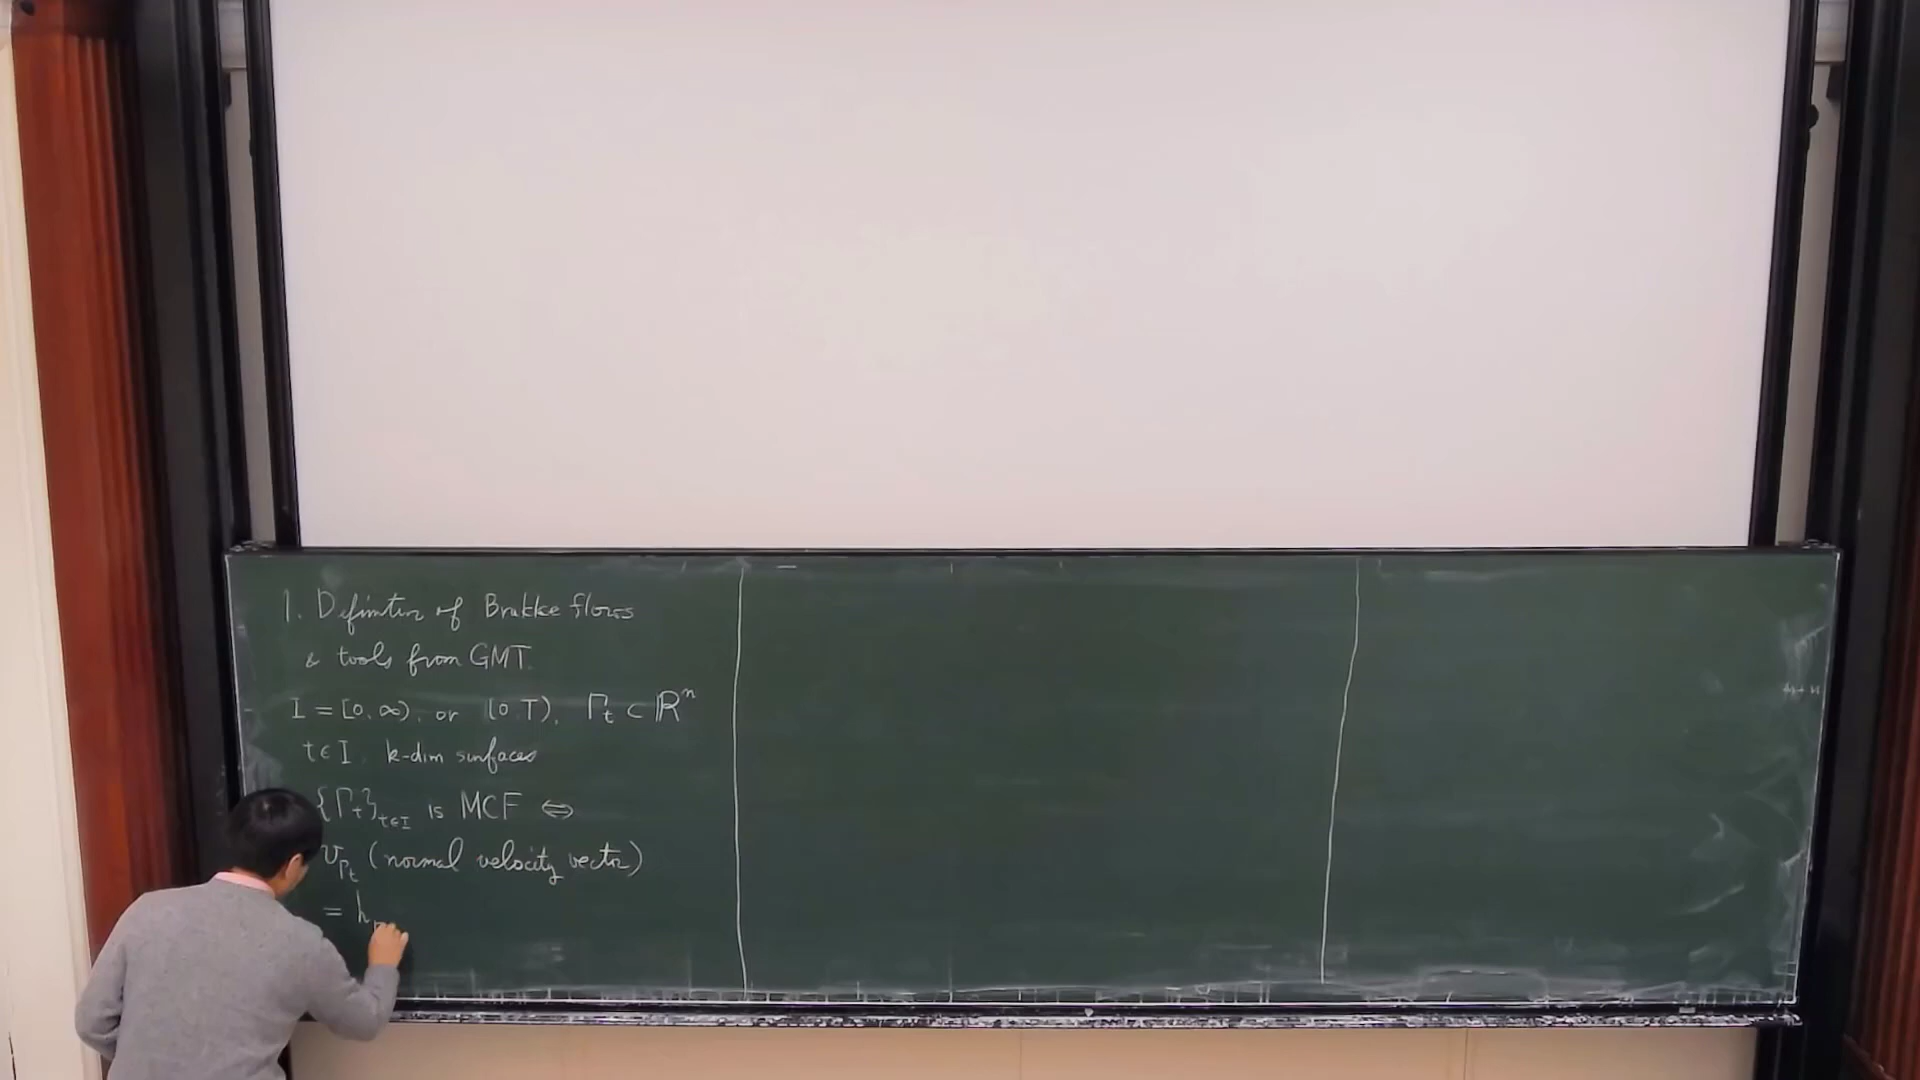 1. Definition of Brakke flows
& tools from GMT.
I = [0, ∞), or [0, T), Γ_t ⊂ ℝ^n
t ∈ I, k-dim surfaces
{Γ_t}_{t∈I} is MCF ⇔
v_{Γ_t} (normal velocity vector)
= h